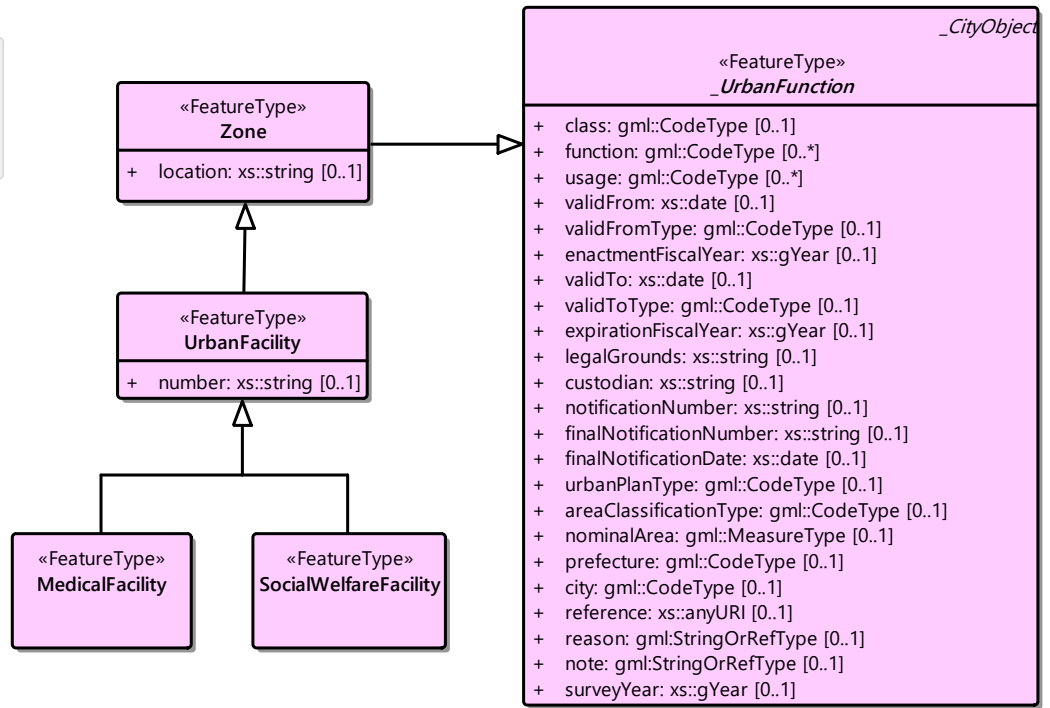 _CityObject
«FeatureType»
_UrbanFunction
+ class: gml::CodeType [0..1]
+ function: gml::CodeType [0..*]
+ usage: gml::CodeType [0..*]
+ validFrom: xs::date [0..1]
+ validFromType: gml::CodeType [0..1]
+ enactmentFiscalYear: xs::gYear [0..1]
+ validTo: xs::date [0..1]
+ validToType: gml::CodeType [0..1]
+ expirationFiscalYear: xs::gYear [0..1]
+ legalGrounds: xs::string [0..1]
+ custodian: xs::string [0..1]
+ notificationNumber: xs::string [0..1]
+ finalNotificationNumber: xs::string [0..1]
+ finalNotificationDate: xs::date [0..1]
+ urbanPlanType: gml::CodeType [0..1]
+ areaClassificationType: gml::CodeType [0..1]
+ nominalArea: gml::MeasureType [0..1]
+ prefecture: gml::CodeType [0..1]
+ city: gml::CodeType [0..1]
+ reference: xs::anyURI [0..1]
+ reason: gml:StringOrRefType [0..1]
+ note: gml:StringOrRefType [0..1]
+ surveyYear: xs::gYear [0..1]
«FeatureType»
Zone
+ location: xs::string [0..1]
«FeatureType»
UrbanFacility
+ number: xs::string [0..1]
«FeatureType»
MedicalFacility
«FeatureType»
SocialWelfareFacility